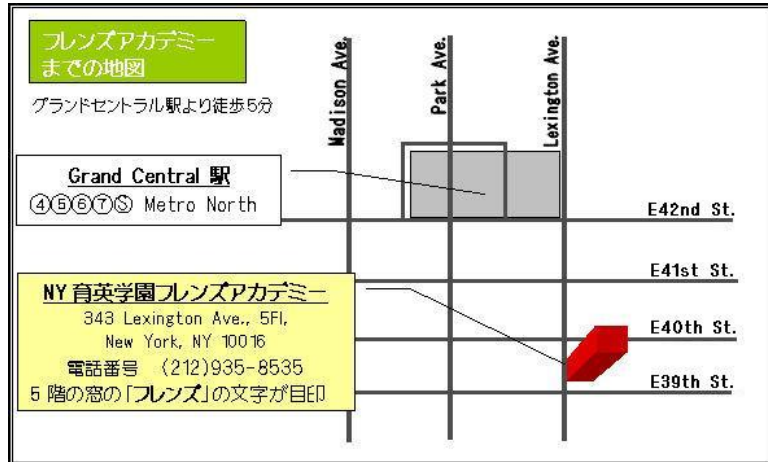 フレンズアカデミー
までの地図
グランドセントラル駅より徒歩5分
Madison Ave.
Park Ave.
Lexington Ave.
Grand Central 駅
④⑤⑥⑦Ⓢ Metro North
E42nd St.
E41st St.
NY 育英学園フレンズアカデミー
343 Lexington Ave., 5Fl,
New York, NY 10016
電話番号 (212)935-8535
5 階の窓の「フレンズ」の文字が目印
E40th St.
E39th St.